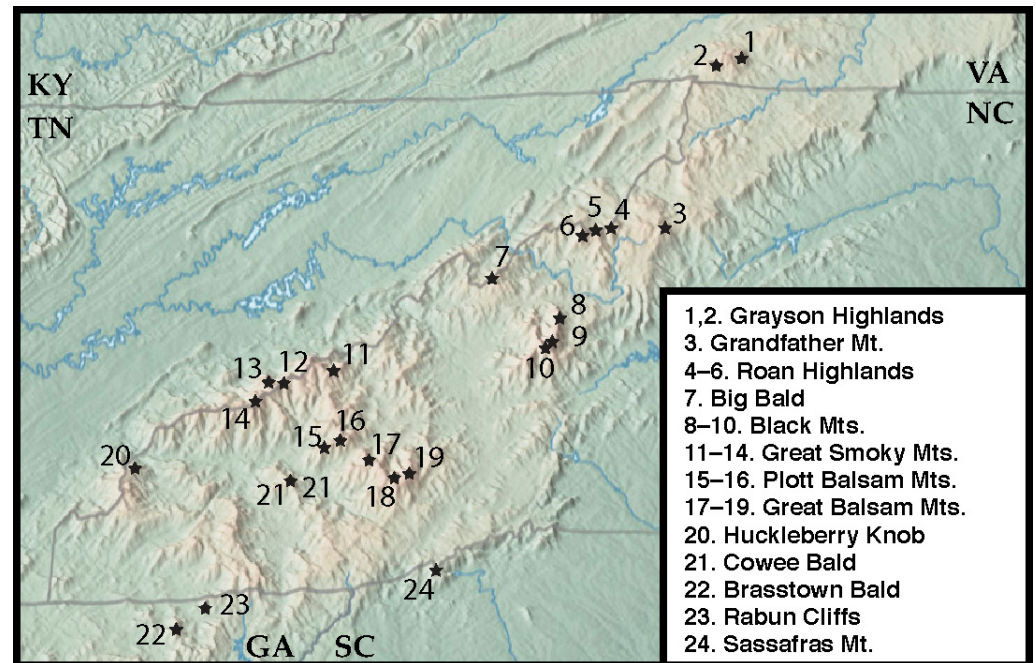 1
2
KY
VA
TN
NC
6 5 4 3
7
8
9
10
13 12 11
14
16
15
17
19
20
21 21
18
24
23
22
GA SC
1,2. Grayson Highlands
3. Grandfather Mt.
4–6. Roan Highlands
7. Big Bald
8–10. Black Mts.
11–14. Great Smoky Mts.
15–16. Plott Balsam Mts.
17–19. Great Balsam Mts.
20. Huckleberry Knob
21. Cowee Bald
22. Brasstown Bald
23. Rabun Cliffs
24. Sassafras Mt.